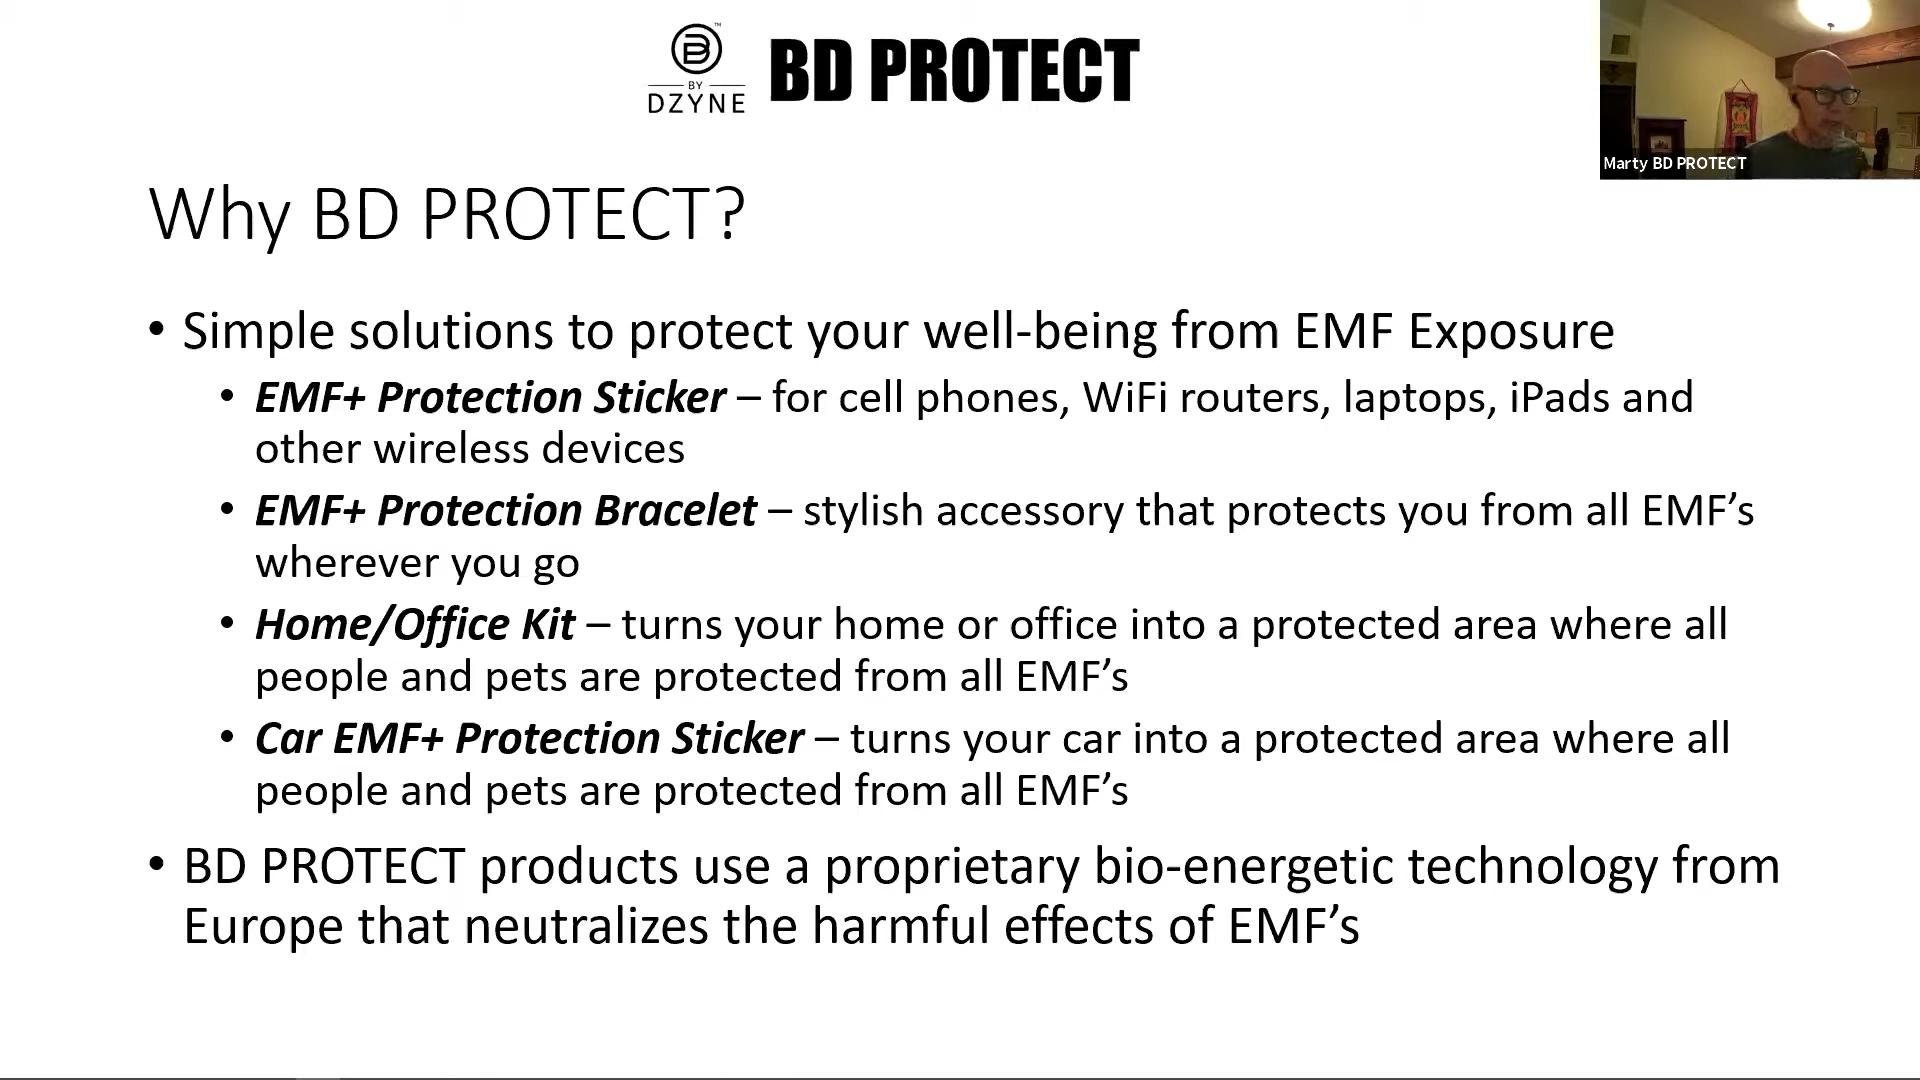 B™
BY
DZYNE
BD PROTECT
Marty BD PROTECT
Why BD PROTECT?
• Simple solutions to protect your well-being from EMF Exposure
• EMF+ Protection Sticker – for cell phones, WiFi routers, laptops, iPads and
other wireless devices
• EMF+ Protection Bracelet – stylish accessory that protects you from all EMF’s
wherever you go
• Home/Office Kit – turns your home or office into a protected area where all
people and pets are protected from all EMF’s
• Car EMF+ Protection Sticker – turns your car into a protected area where all
people and pets are protected from all EMF’s
• BD PROTECT products use a proprietary bio-energetic technology from
Europe that neutralizes the harmful effects of EMF’s